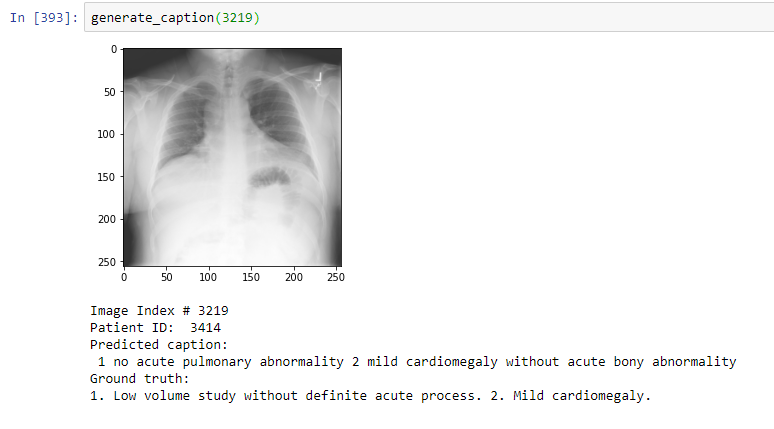 In [393]: generate_caption(3219)
0
50
100
150
200
250
0 50 100 150 200 250
Image Index # 3219
Patient ID:  3414
Predicted caption:
 1 no acute pulmonary abnormality 2 mild cardiomegaly without acute bony abnormality
Ground truth:
1. Low volume study without definite acute process. 2. Mild cardiomegaly.